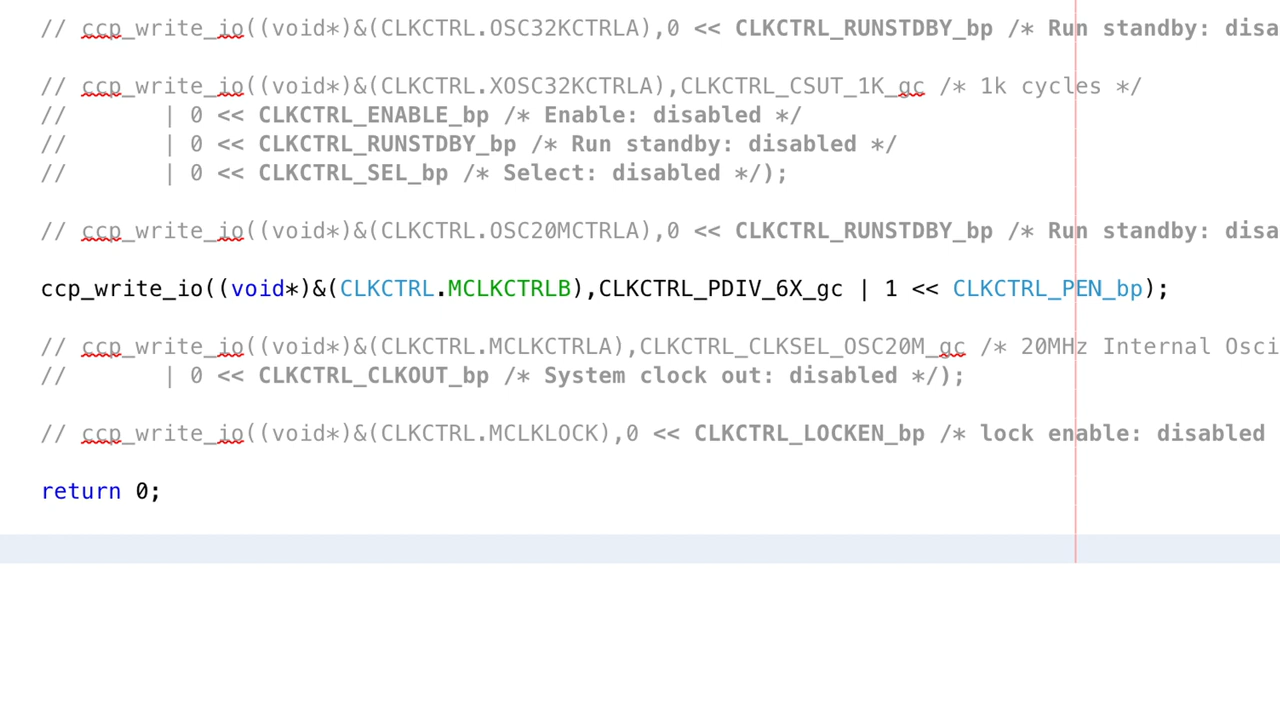 // ccp_write_io((void*)&(CLKCTRL.OSC32KCTRLA),0 << CLKCTRL_RUNSTDBY_bp /* Run standby: disa
// ccp_write_io((void*)&(CLKCTRL.XOSC32KCTRLA),CLKCTRL_CSUT_1K_gc /* 1k cycles */
//       | 0 << CLKCTRL_ENABLE_bp /* Enable: disabled */
//       | 0 << CLKCTRL_RUNSTDBY_bp /* Run standby: disabled */
//       | 0 << CLKCTRL_SEL_bp /* Select: disabled */);
// ccp_write_io((void*)&(CLKCTRL.OSC20MCTRLA),0 << CLKCTRL_RUNSTDBY_bp /* Run standby: disa
ccp_write_io((void*)&(CLKCTRL.MCLKCTRLB),CLKCTRL_PDIV_6X_gc | 1 << CLKCTRL_PEN_bp);
// ccp_write_io((void*)&(CLKCTRL.MCLKCTRLA),CLKCTRL_CLKSEL_OSC20M_gc /* 20MHz Internal Osci
//       | 0 << CLKCTRL_CLKOUT_bp /* System clock out: disabled */);
// ccp_write_io((void*)&(CLKCTRL.MCLKLOCK),0 << CLKCTRL_LOCKEN_bp /* lock enable: disabled
return 0;